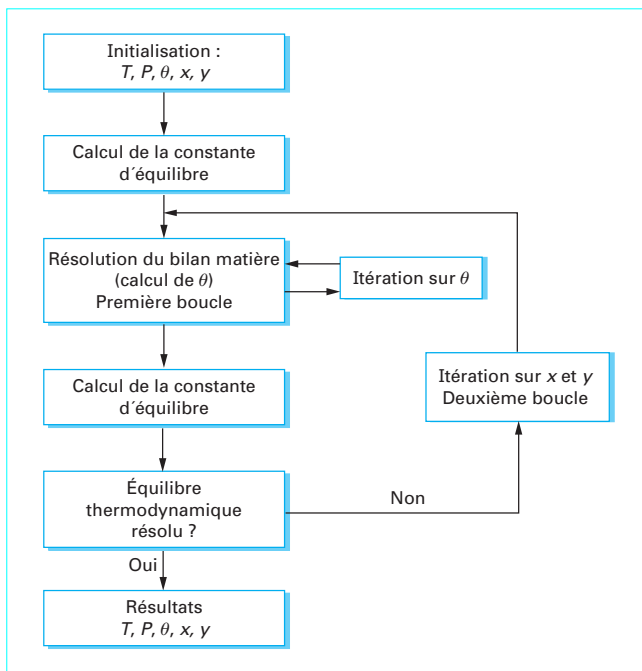 Initialisation :
T, P, θ, x, y
Calcul de la constante
d´équilibre
Résolution du bilan matière
(calcul de θ)
Première boucle
Itération sur θ
Calcul de la constante
d´équilibre
Itération sur x et y
Deuxième boucle
Équilibre
thermodynamique
résolu ?
Non
Oui
Résultats
T, P, θ, x, y